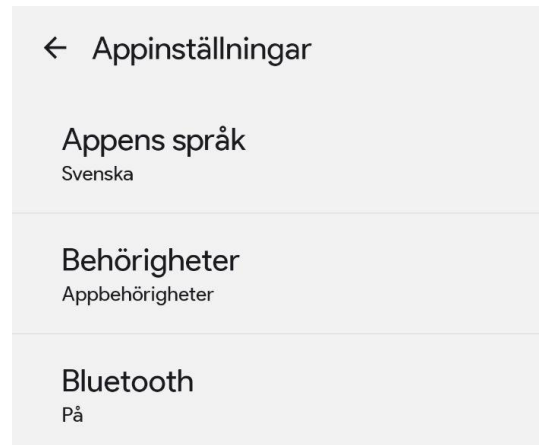 Appinställningar
Appens språk
Svenska
Behörigheter
Appbehörigheter
Bluetooth
På